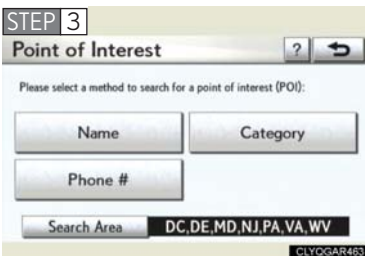 STEP 3
Point of Interest
?
Please select a method to search for a point of interest (POI):
Name
Category
Phone #
Search Area
DC,DE,MD,NJ,PA,VA,WV
CLYOGAR463